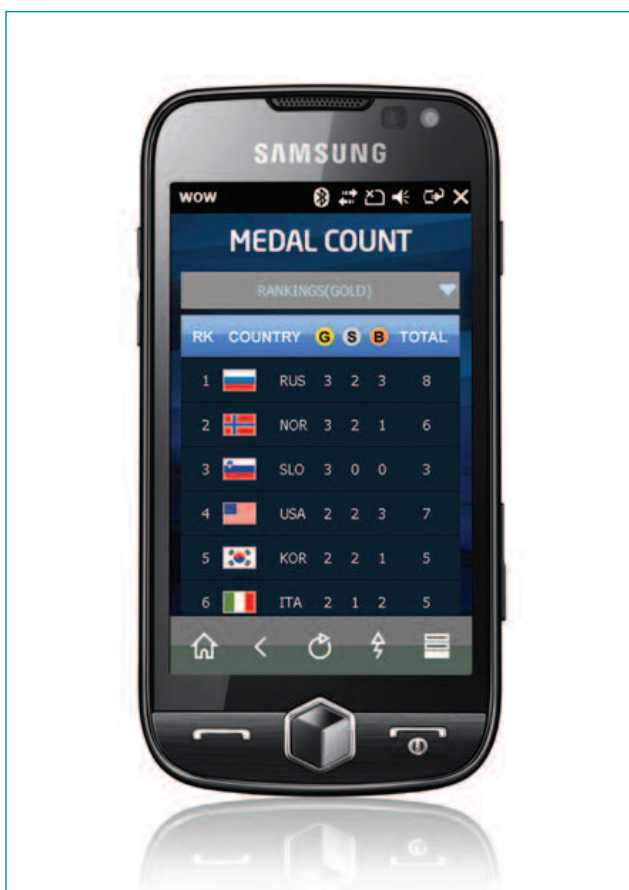 SAMSUNG
WOW
MEDAL COUNT
RANKINGS(GOLD)
RK COUNTRY G S B TOTAL
1 RUS 3 2 3 8
2 NOR 3 2 1 6
3 SLO 3 0 0 3
4 USA 2 2 3 7
5 KOR 2 2 1 5
6 ITA 2 1 2 5